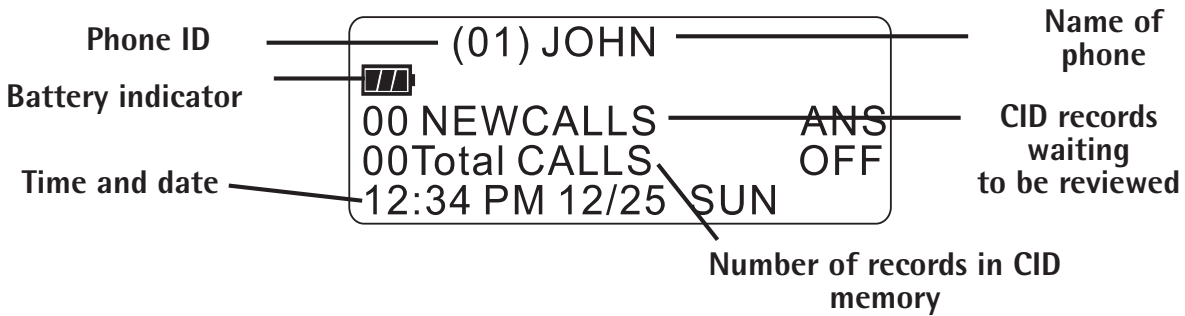 Phone ID
(01) JOHN
Name of
phone
Battery indicator
00 NEWCALLS ANS
CID records
waiting
to be reviewed
00Total CALLS OFF
Time and date
12:34 PM 12/25 SUN
Number of records in CID
memory